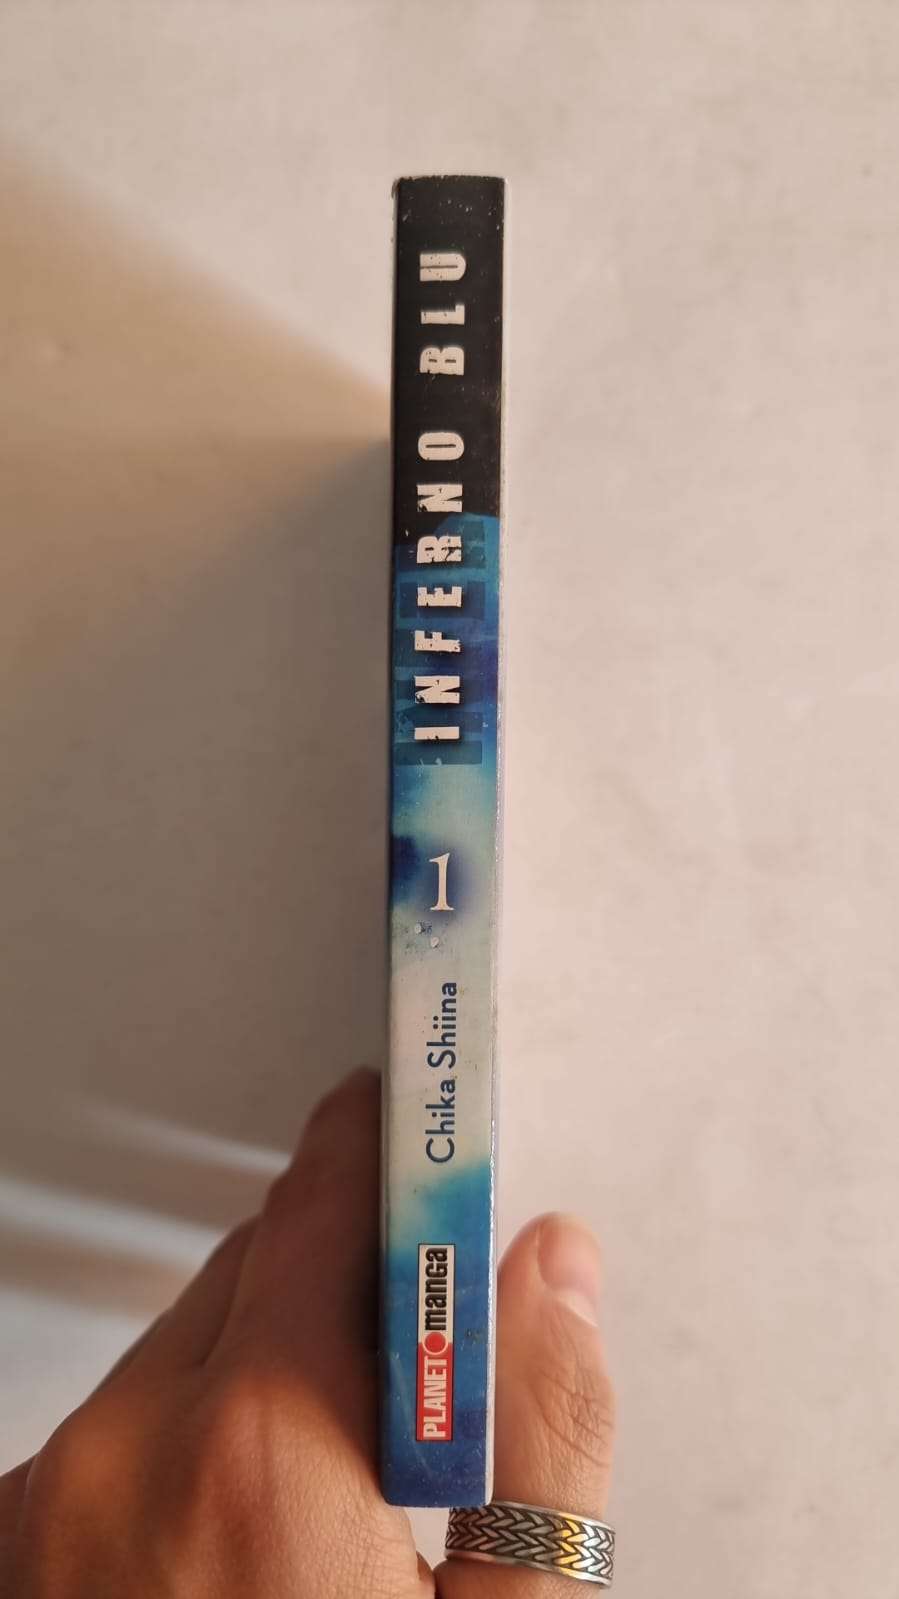 INFERNO BLU
1
Chika Shiina
PLANET manga